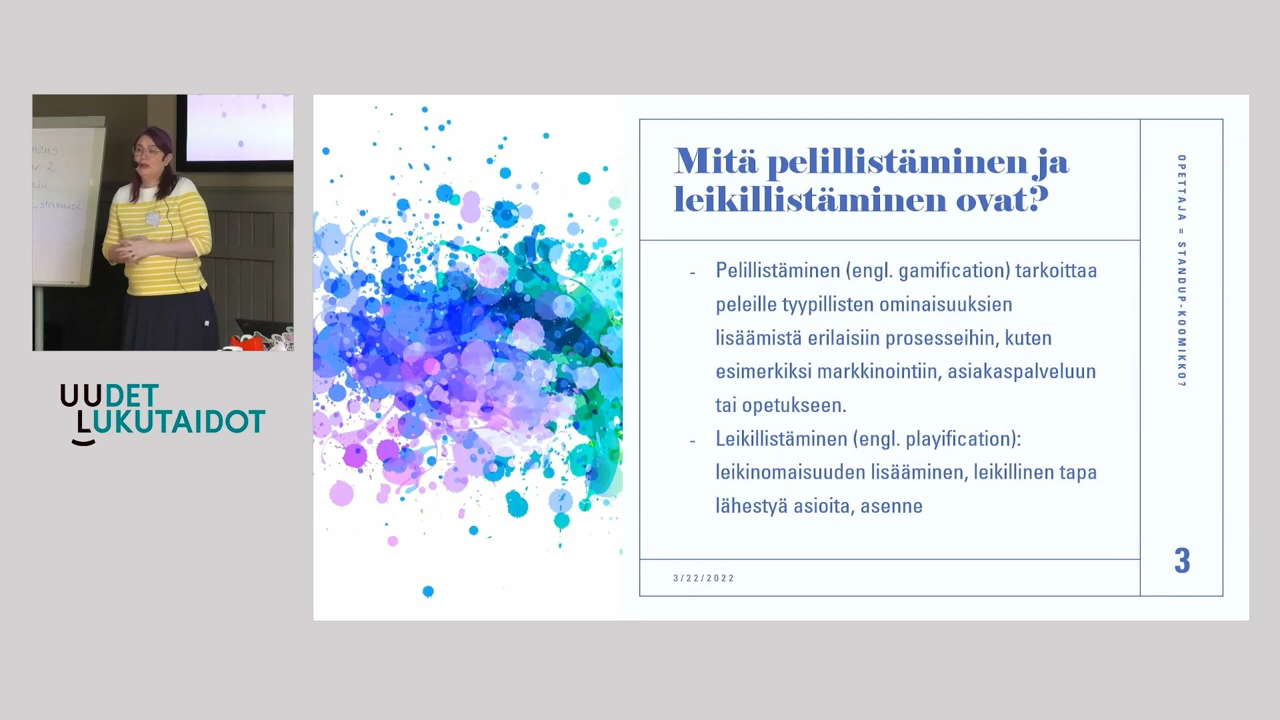 UUDET
LUKUTAIDOT
Mitä pelillistäminen ja
leikillistäminen ovat?
- Pelillistäminen (engl. gamification) tarkoittaa
peleille tyypillisten ominaisuuksien
lisäämistä erilaisiin prosesseihin, kuten
esimerkiksi markkinointiin, asiakaspalveluun
tai opetukseen.
- Leikillistäminen (engl. playification):
leikinomaisuuden lisääminen, leikillinen tapa
lähestyä asioita, asenne
3/22/2022
OPETTAJA = STANDUP-KOOMIKKO?
3